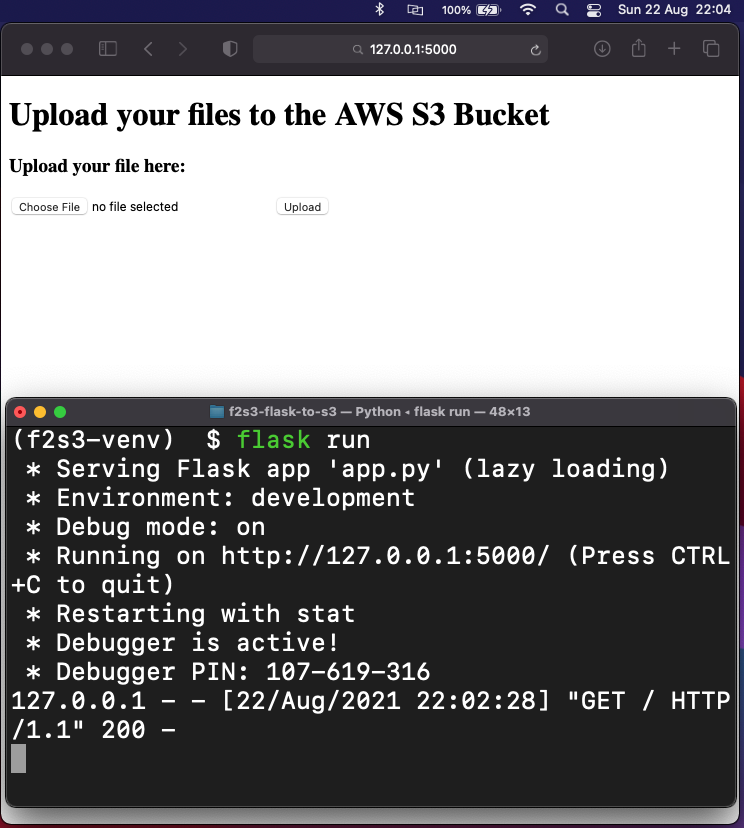 100% Sun 22 Aug 22:04
127.0.0.1:5000
Upload your files to the AWS S3 Bucket
Upload your file here:
Choose File no file selected Upload
f2s3-flask-to-s3 — Python ◂ flask run — 48×13
(f2s3-venv)  $ flask run
 * Serving Flask app 'app.py' (lazy loading)
 * Environment: development
 * Debug mode: on
 * Running on http://127.0.0.1:5000/ (Press CTRL
+C to quit)
 * Restarting with stat
 * Debugger is active!
 * Debugger PIN: 107-619-316
127.0.0.1 - - [22/Aug/2021 22:02:28] "GET / HTTP
/1.1" 200 -